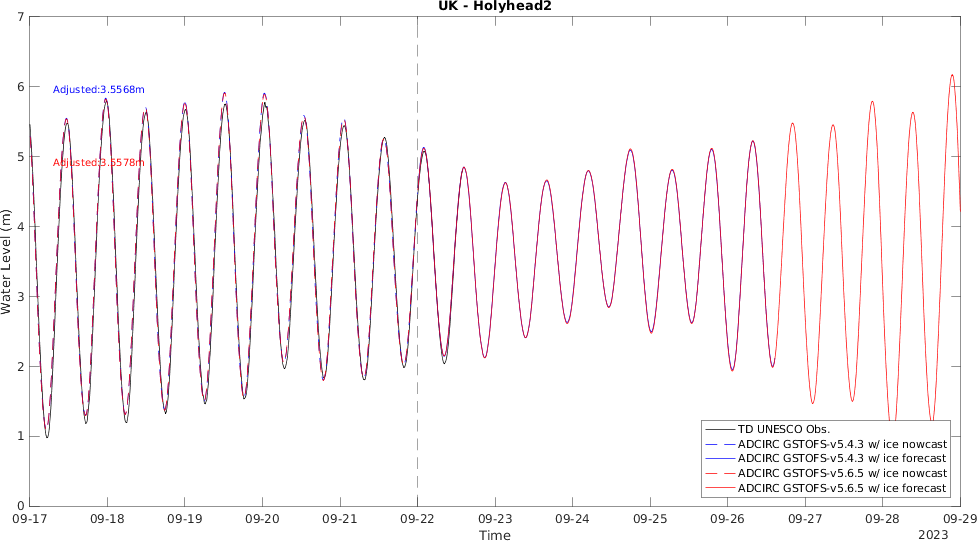 UK - Holyhead2
7
6
5
4
3
2
1
0
Water Level (m)
Adjusted:3.5568m
Adjusted:3.5578m
TD UNESCO Obs.
ADCIRC GSTOFS-v5.4.3 w/ ice nowcast
ADCIRC GSTOFS-v5.4.3 w/ ice forecast
ADCIRC GSTOFS-v5.6.5 w/ ice nowcast
ADCIRC GSTOFS-v5.6.5 w/ ice forecast
09-17 09-18 09-19 09-20 09-21 09-22 09-23 09-24 09-25 09-26 09-27 09-28 09-29
Time
2023